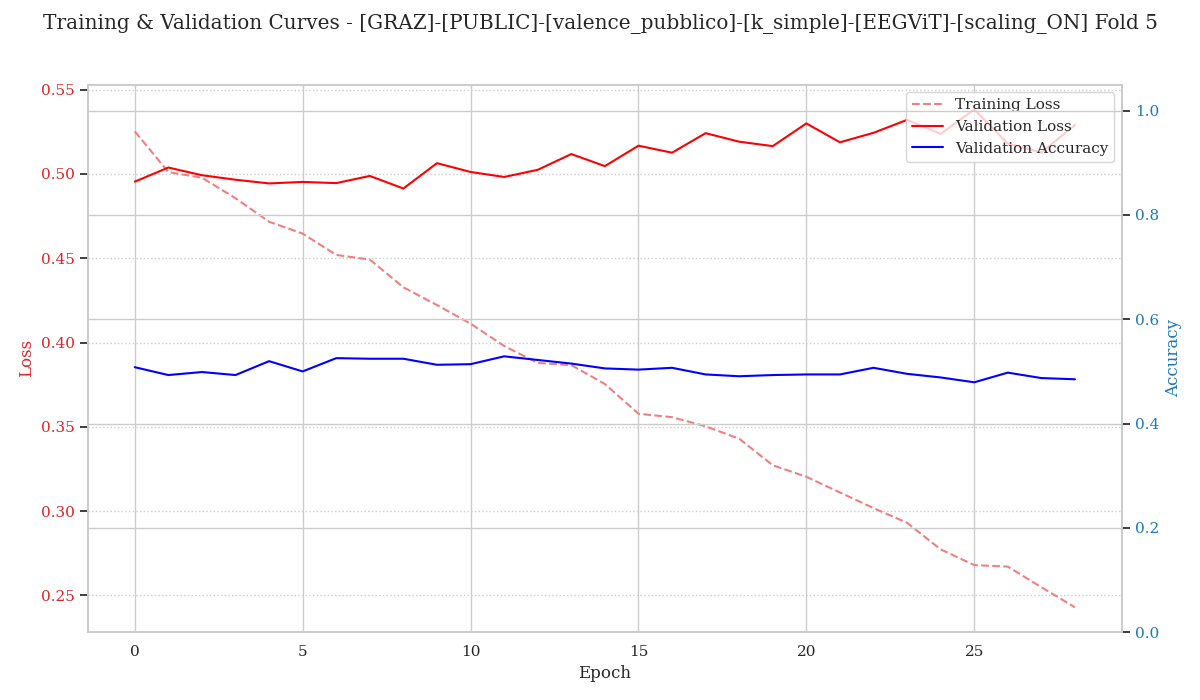 Training & Validation Curves - [GRAZ]-[PUBLIC]-[valence_pubblico]-[k_simple]-[EEGViT]-[scaling_ON] Fold 5
Training Loss
Validation Loss
Validation Accuracy
0.55
0.50
0.45
0.40
0.35
0.30
0.25
Loss
1.0
0.8
0.6
0.4
0.2
0.0
Accuracy
0 5 10 15 20 25
Epoch